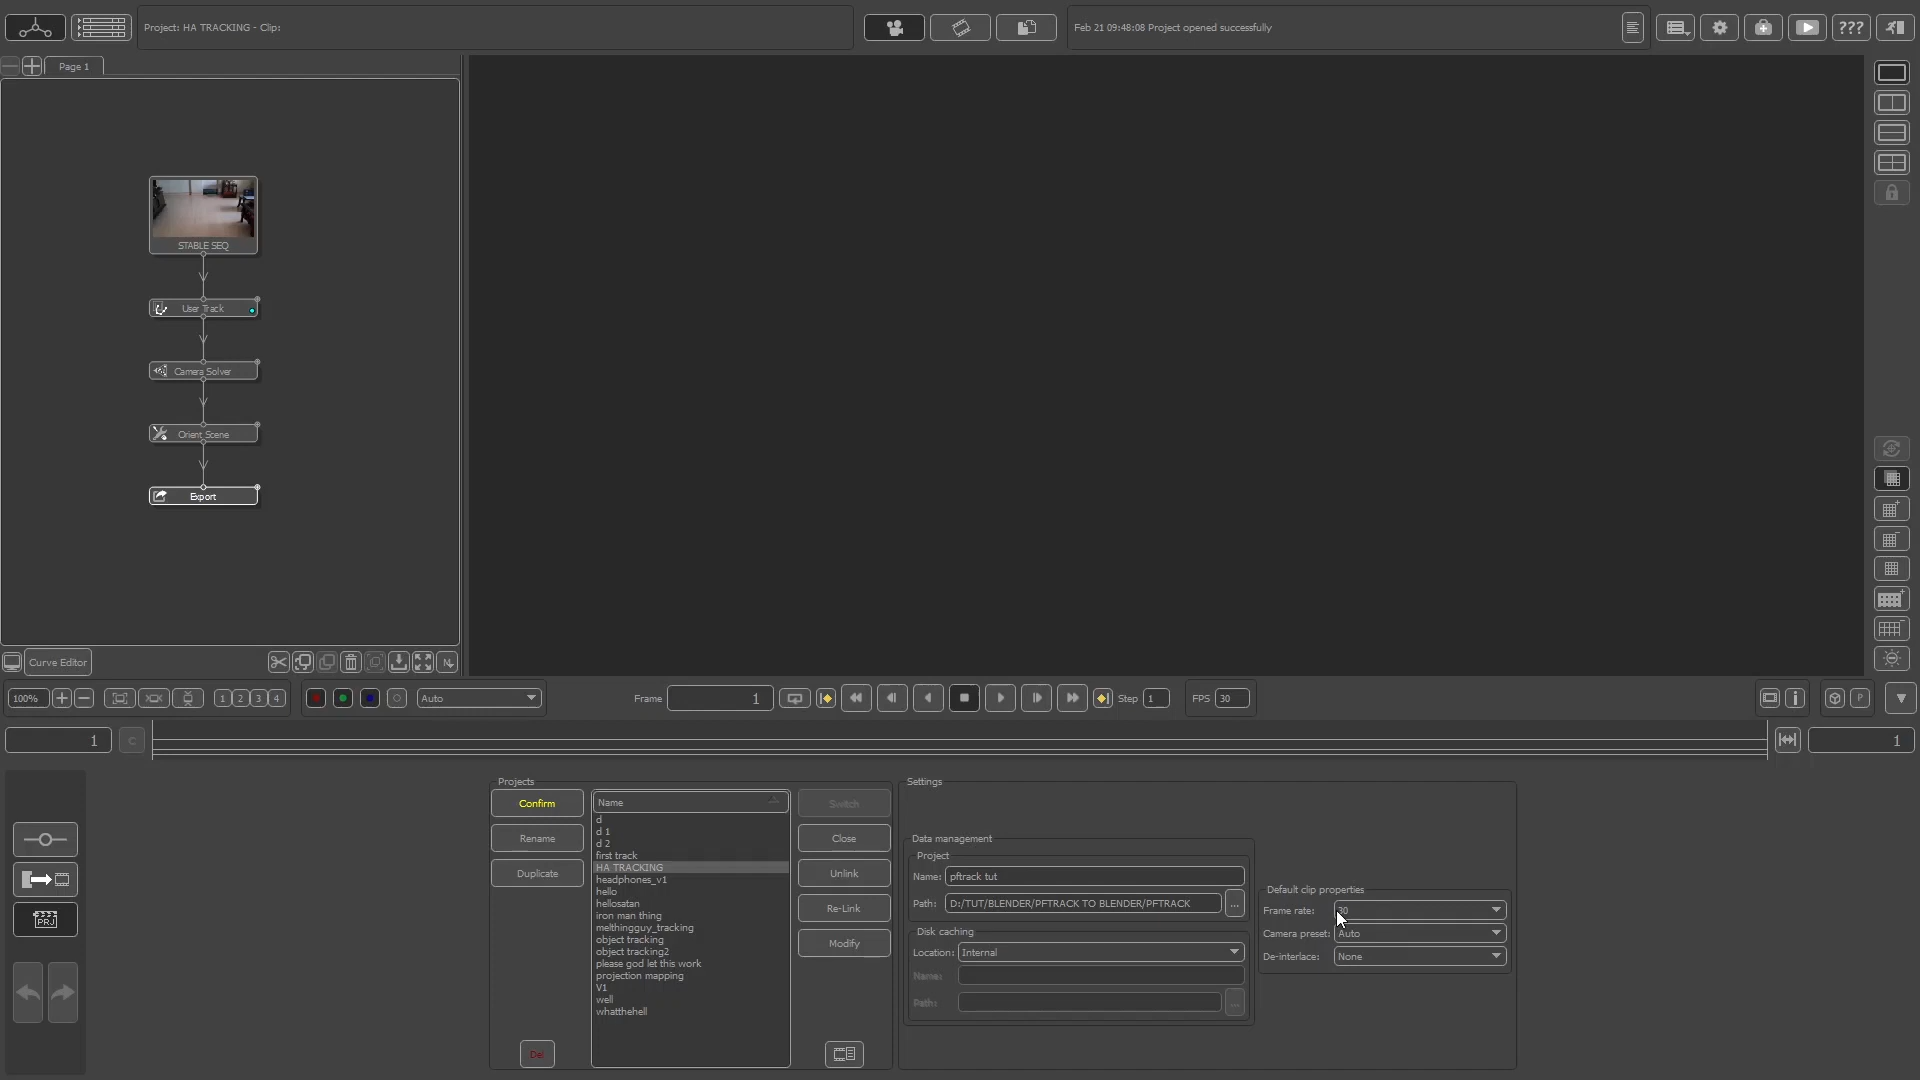 Project: HA TRACKING - Clip:
Feb 21 09:48:08 Project opened successfully
???
Page 1
STABLE SEQ
User Track
Camera Solver
Orient Scene
Export
Curve Editor
N
100%
1
2
3
4
Auto
Frame
1
Step
1
FPS
30
i
P
1
C
1
Projects
Confirm
Rename
Duplicate
Del
Name
d
d 1
d 2
first track
HA TRACKING
headphones_v1
hello
hellosatan
iron man thing
melthingguy_tracking
object tracking
object tracking2
please god let this work
projection mapping
V1
well
whatthehell
Switch
Close
Unlink
Re-Link
Modify
Settings
Data management
Project
Name: pftrack tut
Path: D:/TUT/BLENDER/PFTRACK TO BLENDER/PFTRACK
...
Disk caching
Location: Internal
Name:
Path:
...
Default clip properties
Frame rate: 30
Camera preset: Auto
De-interlace: None
PRJ